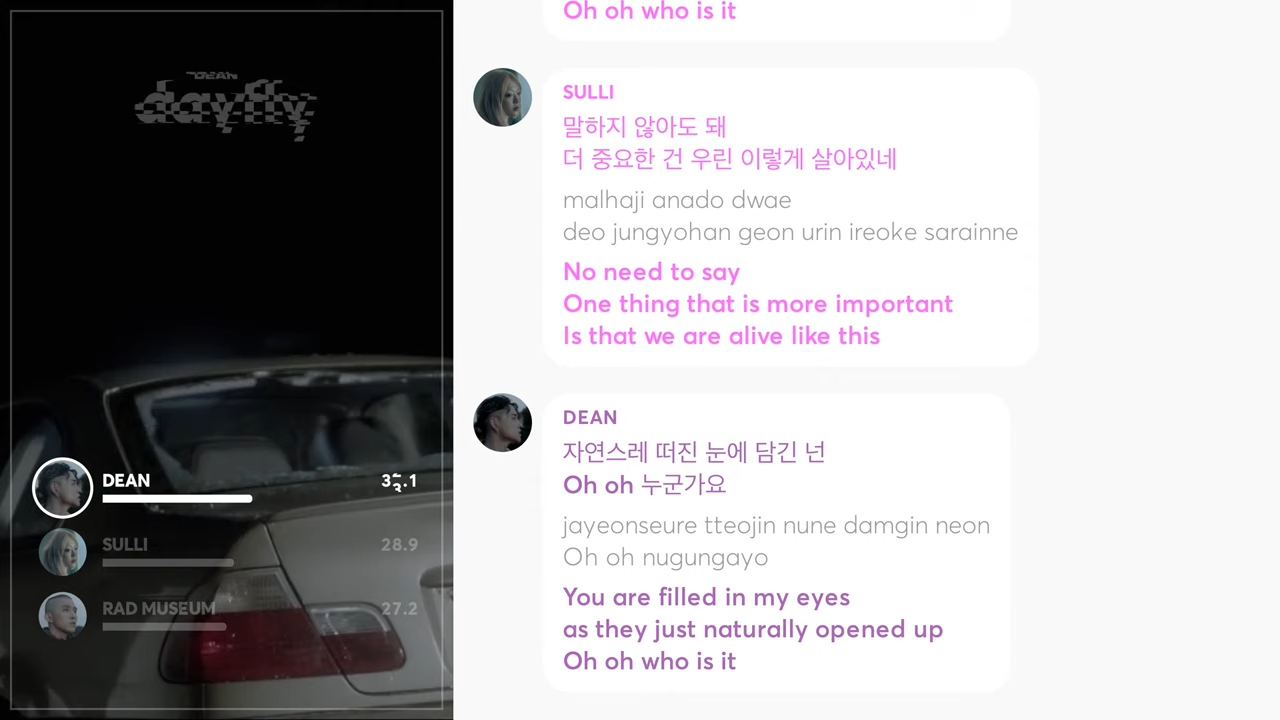 DEAN
dayfly
DEAN
SULLI
28.9
RAD MUSEUM
27.2
Oh oh who is it
SULLI
말하지 않아도 돼
더 중요한 건 우린 이렇게 살아있네
malhaji anado dwae
deo jungyohan geon urin ireoke sarainne
No need to say
One thing that is more important
Is that we are alive like this
DEAN
자연스레 떠진 눈에 담긴 넌
Oh oh 누군가요
jayeonseure tteojin nune damgin neon
Oh oh nugungayo
You are filled in my eyes
as they just naturally opened up
Oh oh who is it